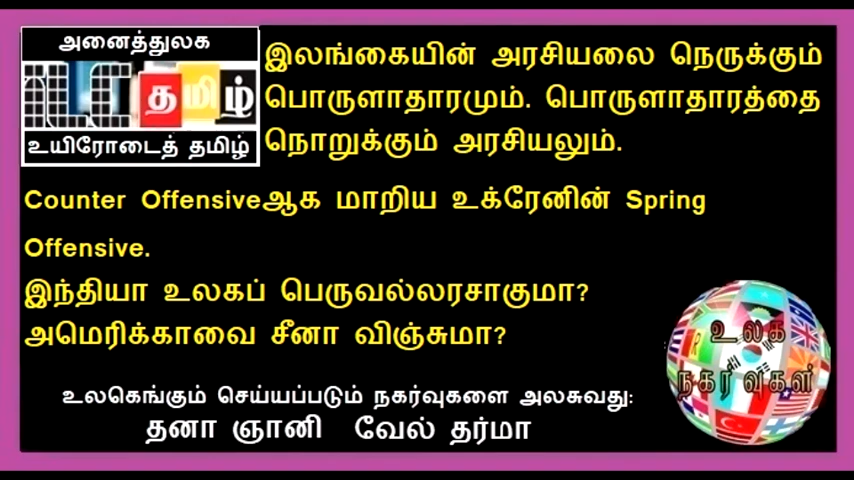 அனைத்துலக
ILC தமிழ்
உயிரோடைத் தமிழ்
இலங்கையின் அரசியலை நெருக்கும்
பொருளாதாரமும். பொருளாதாரத்தை
நொறுக்கும் அரசியலும்.
Counter Offensiveஆக மாறிய உக்ரேனின் Spring
Offensive.
இந்தியா உலகப் பெருவல்லரசாகுமா?
அமெரிக்காவை சீனா விஞ்சுமா?
உலக
நகர்வுகள்
உலகெங்கும் செய்யப்படும் நகர்வுகளை அலசுவது:
தனா ஞானி வேல் தர்மா